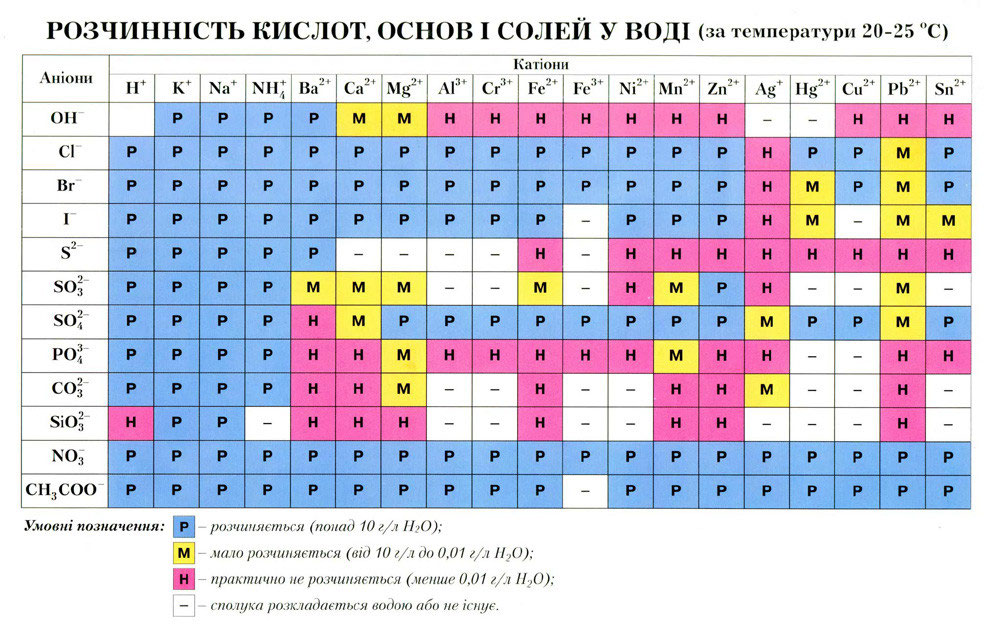 РОЗЧИННІСТЬ КИСЛОТ, ОСНОВ І СОЛЕЙ У ВОДІ (за температури 20–25 °C)
Аніони Катіони
H⁺ K⁺ Na⁺ NH₄⁺ Ba²⁺ Ca²⁺ Mg²⁺ Al³⁺ Cr³⁺ Fe²⁺ Fe³⁺ Ni²⁺ Mn²⁺ Zn²⁺ Ag⁺ Hg²⁺ Cu²⁺ Pb²⁺ Sn²⁺
OH⁻ Р Р Р Р М М Н Н Н Н Н Н Н – – Н Н Н
Cl⁻ Р Р Р Р Р Р Р Р Р Р Р Р Р Р Н Р Р М Р
Br⁻ Р Р Р Р Р Р Р Р Р Р Р Р Р Р Н М Р М Р
I⁻ Р Р Р Р Р Р Р Р Р Р – Р Р Р Н М – М М
S²⁻ Р Р Р Р Р – – – – Н – Н Н Н Н Н Н Н Н
SO₃²⁻ Р Р Р Р М М М – – М – Н М Р Н – – М –
SO₄²⁻ Р Р Р Р Н М Р Р Р Р Р Р Р Р М Р Р М Р
PO₄³⁻ Р Р Р Р Н Н М Н Н Н Н Н М Н Н – – Н Н
CO₃²⁻ Р Р Р Р Н Н М – – Н – – Н Н М – – Н –
SiO₃²⁻ Н Р Р – Н Н Н – – Н – – Н Н – – – Н –
NO₃⁻ Р Р Р Р Р Р Р Р Р Р Р Р Р Р Р Р Р Р Р
CH₃COO⁻ Р Р Р Р Р Р Р Р Р Р – Р Р Р Р Р Р Р Р
Умовні позначення: Р – розчиняється (понад 10 г/л H₂O);
М – мало розчиняється (від 10 г/л до 0,01 г/л H₂O);
Н – практично не розчиняється (менше 0,01 г/л H₂O);
– – сполука розкладається водою або не існує.